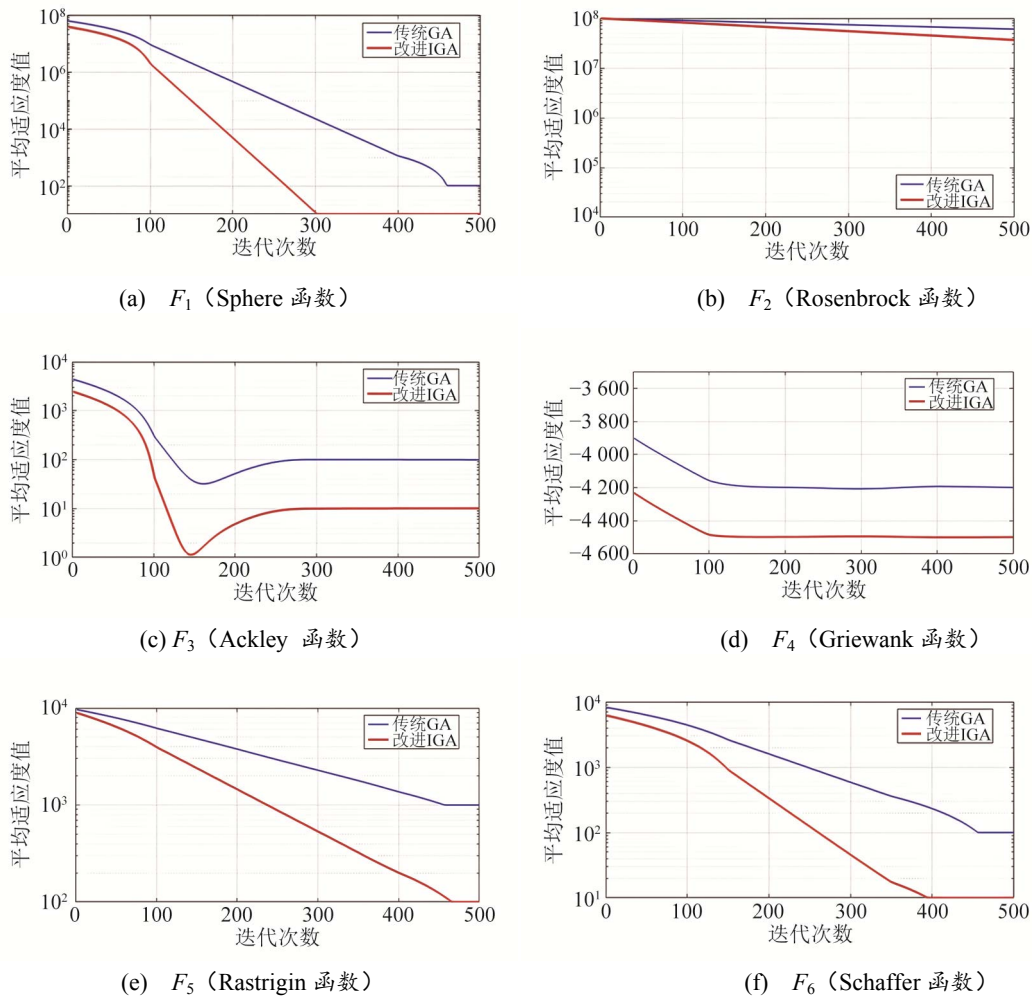 10⁸
10⁶
10⁴
10²
平均适应度值
传统GA
改进IGA
0 100 200 300 400 500
迭代次数
(a) F₁（Sphere 函数）
10⁸
10⁷
10⁶
10⁵
10⁴
平均适应度值
传统GA
改进IGA
100 200 300 400 500
迭代次数
(b) F₂（Rosenbrock 函数）
10⁴
10³
10²
10¹
10⁰
平均适应度值
传统GA
改进IGA
0 100 200 300 400 500
迭代次数
(c) F₃（Ackley 函数）
−3 600
−3 800
−4 000
−4 200
−4 400
−4 600
平均适应度值
传统GA
改进IGA
0 100 200 300 400 500
迭代次数
(d) F₄（Griewank 函数）
10⁴
10³
10²
平均适应度值
传统GA
改进IGA
0 100 200 300 400 500
迭代次数
(e) F₅（Rastrigin 函数）
10⁴
10³
10²
10¹
平均适应度值
传统GA
改进IGA
0 100 200 300 400 500
迭代次数
(f) F₆（Schaffer 函数）